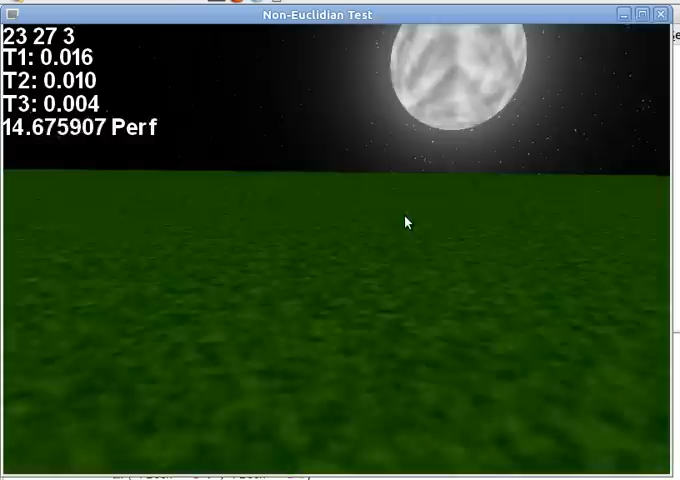 Non-Euclidian Test
23 27 3
T1: 0.016
T2: 0.010
T3: 0.004
14.675907 Perf